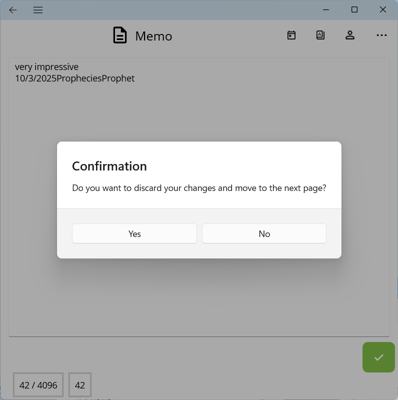 Memo
very impressive
10/3/2025PropheciesProphet
Confirmation
Do you want to discard your changes and move to the next page?
Yes
No
42 / 4096
42